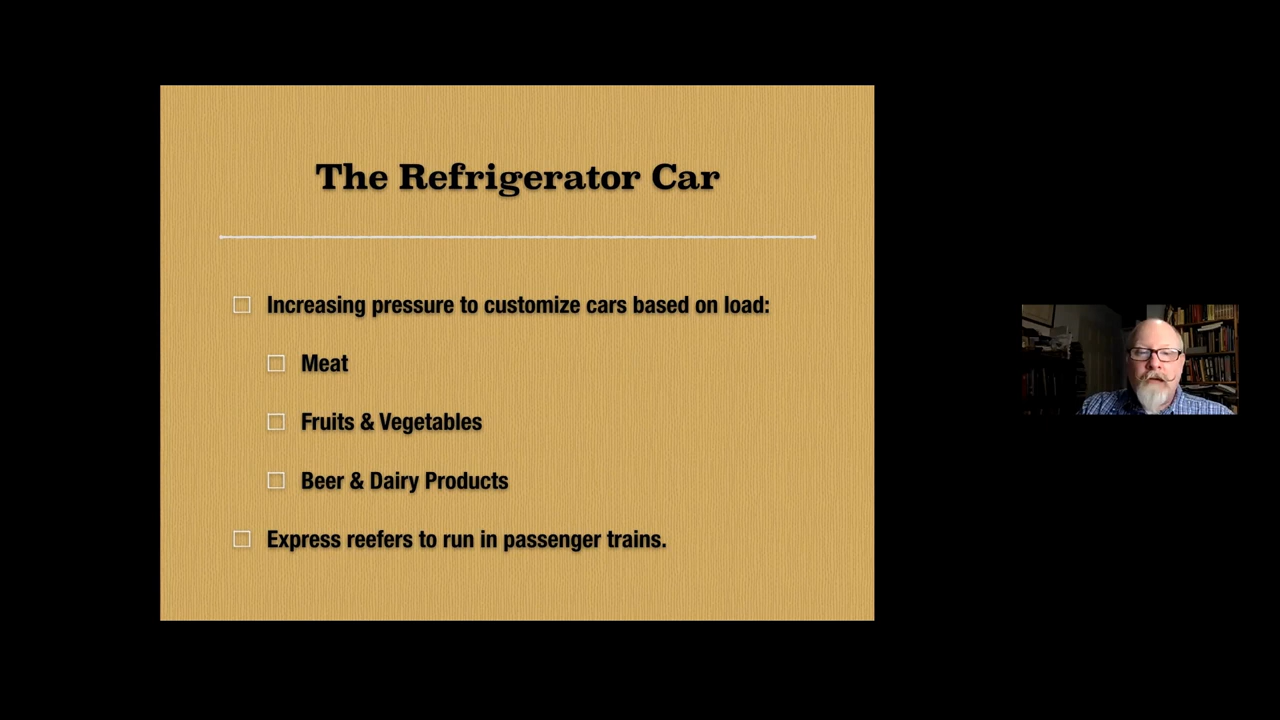 The Refrigerator Car
Increasing pressure to customize cars based on load:
Meat
Fruits & Vegetables
Beer & Dairy Products
Express reefers to run in passenger trains.